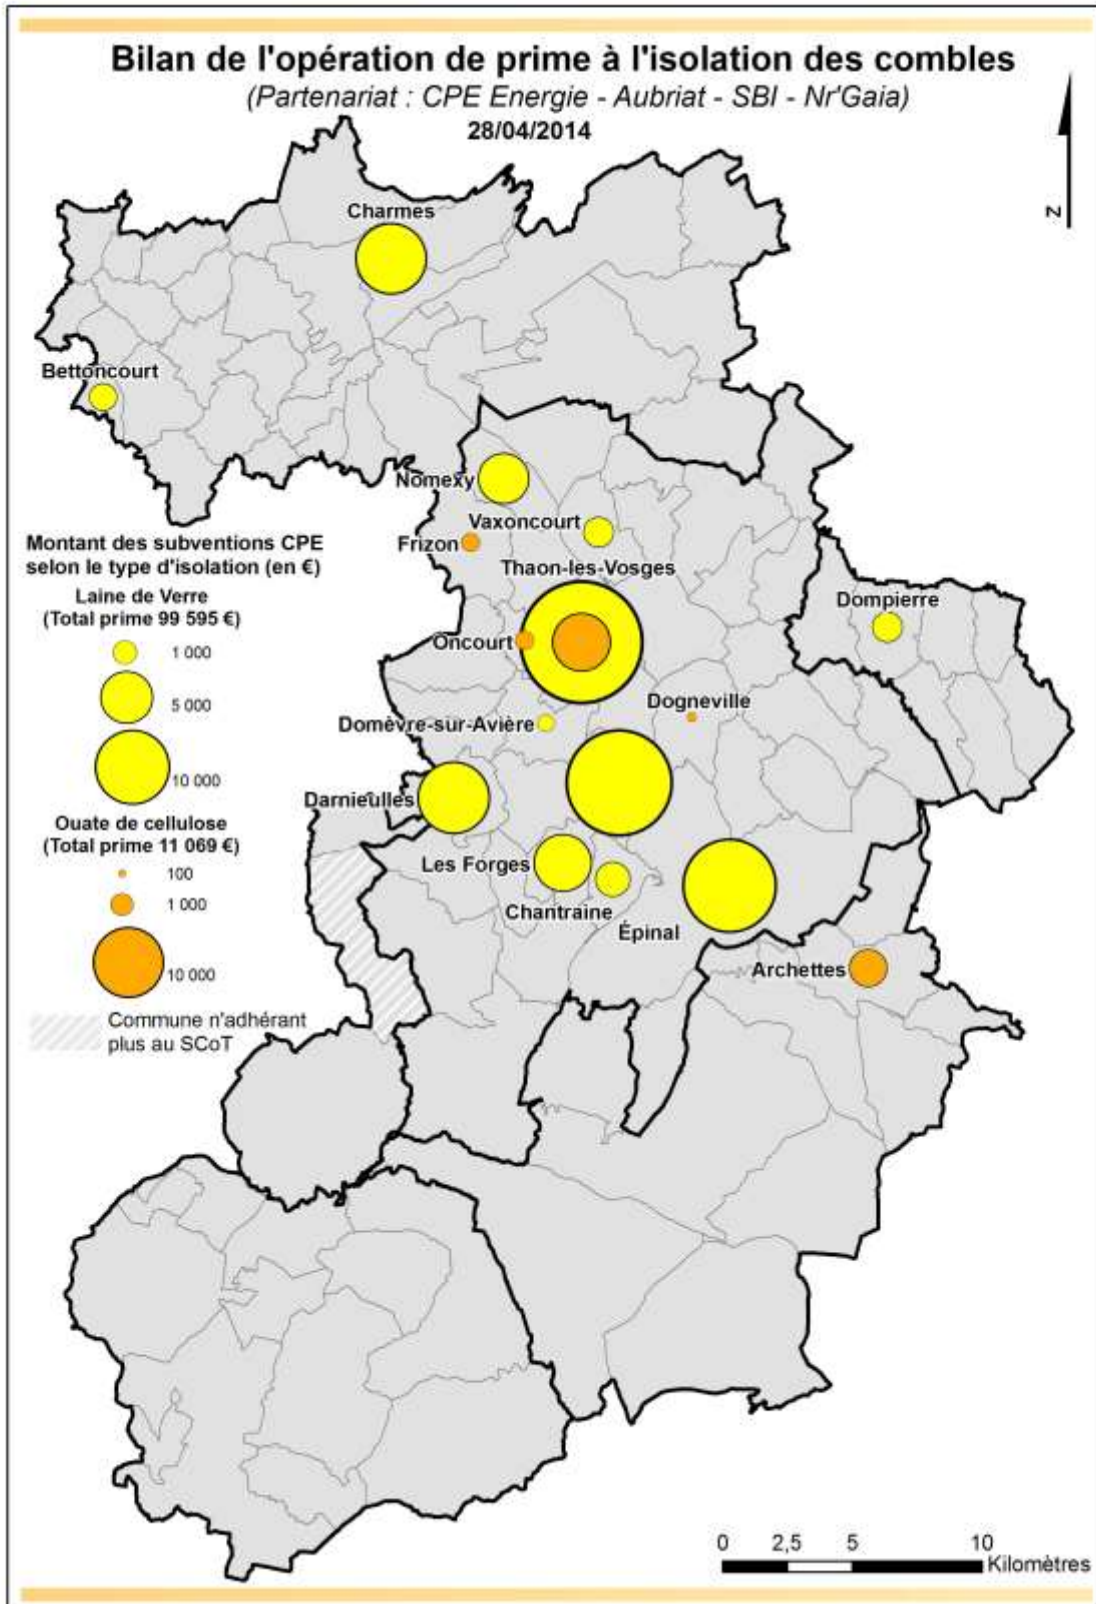 Bilan de l'opération de prime à l'isolation des combles
(Partenariat : CPE Energie - Aubriat - SBI - Nr'Gaia)
28/04/2014
N
Charmes
Bettoncourt
Nomexy
Vaxoncourt
Frizon
Thaon-les-Vosges
Dompierre
Oncourt
Dogneville
Domèvre-sur-Avière
Darnieulles
Les Forges
Chantraine
Épinal
Archettes
Montant des subventions CPE
selon le type d'isolation (en €)
Laine de Verre
(Total prime 99 595 €)
1 000
5 000
10 000
Ouate de cellulose
(Total prime 11 069 €)
100
1 000
10 000
Commune n'adhérant
plus au SCoT
0 2,5 5 10
Kilomètres